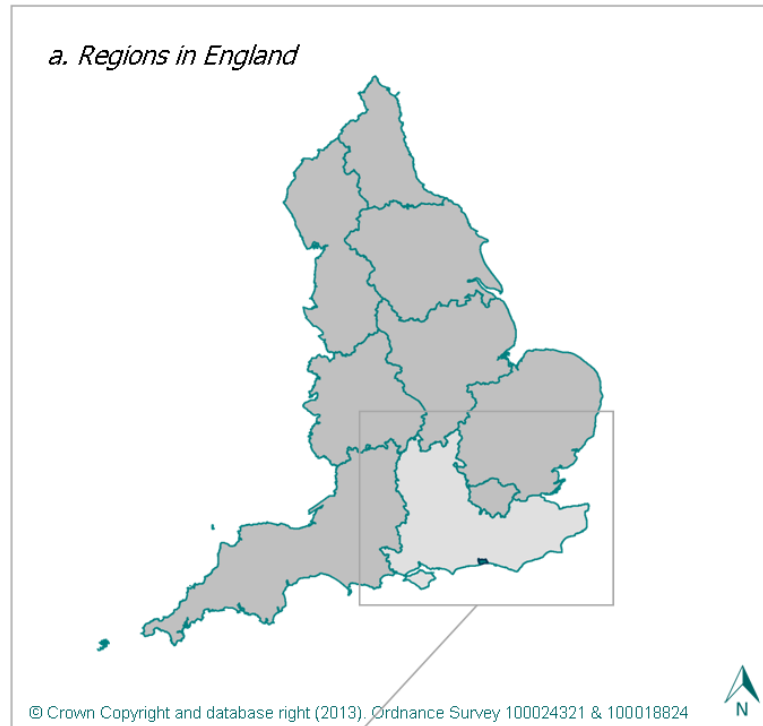 a. Regions in England
© Crown Copyright and database right (2013). Ordnance Survey 100024321 & 100018824
N